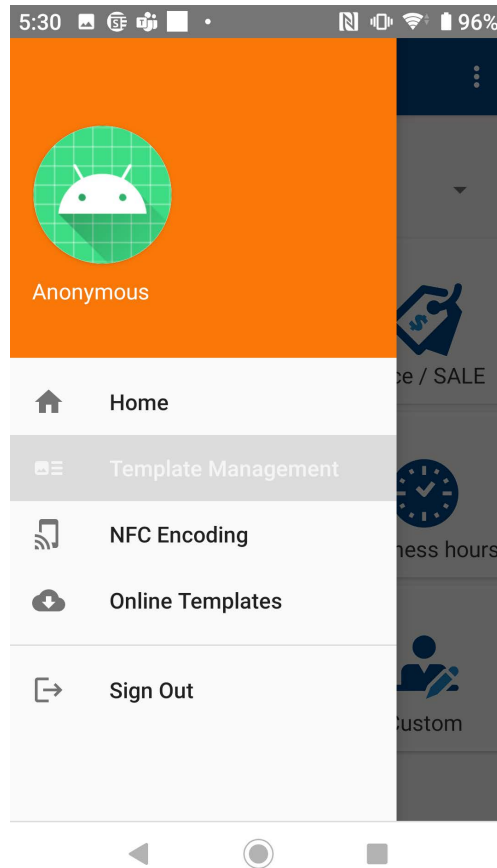 5:30
96%
Anonymous
ce / SALE
Home
Template Management
ness hours
NFC Encoding
Online Templates
Sign Out
Custom